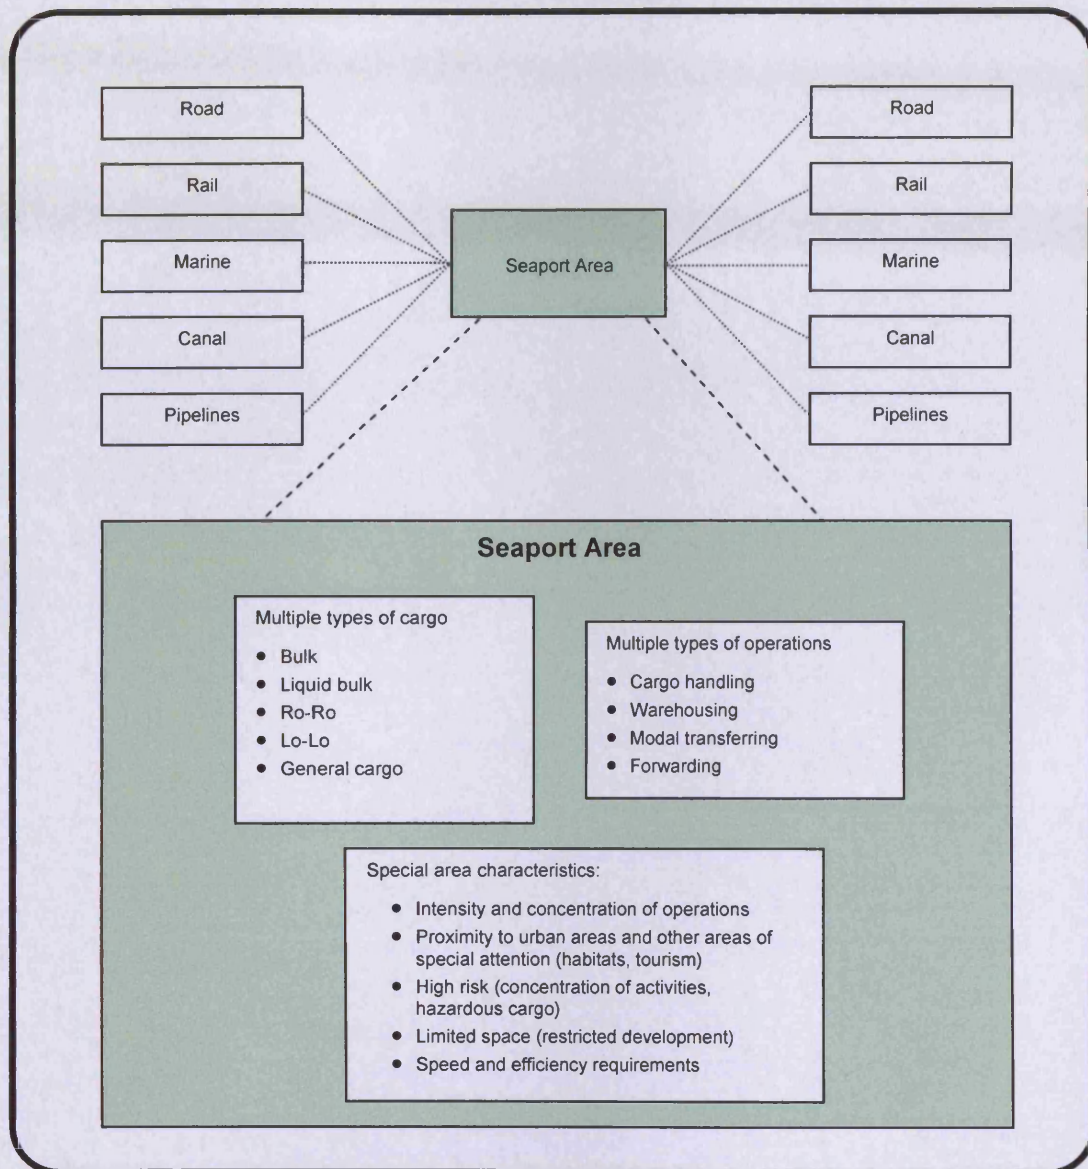 Road
Rail
Marine
Canal
Pipelines
Seaport Area
Road
Rail
Marine
Canal
Pipelines
Seaport Area
Multiple types of cargo
● Bulk
● Liquid bulk
● Ro-Ro
● Lo-Lo
● General cargo
Multiple types of operations
● Cargo handling
● Warehousing
● Modal transferring
● Forwarding
Special area characteristics:
● Intensity and concentration of operations
● Proximity to urban areas and other areas of
special attention (habitats, tourism)
● High risk (concentration of activities,
hazardous cargo)
● Limited space (restricted development)
● Speed and efficiency requirements